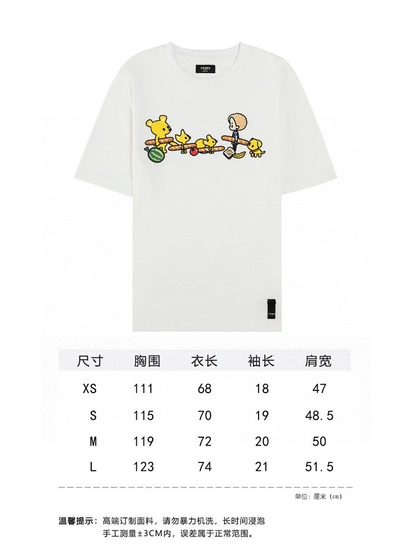 FENDI
尺寸 胸围 衣长 袖长 肩宽
XS 111 68 18 47
S 115 70 19 48.5
M 119 72 20 50
L 123 74 21 51.5
单位：厘米（cm）
温馨提示：高端订制面料，请勿暴力机洗，长时间浸泡
手工测量±3CM内，误差属于正常范围。